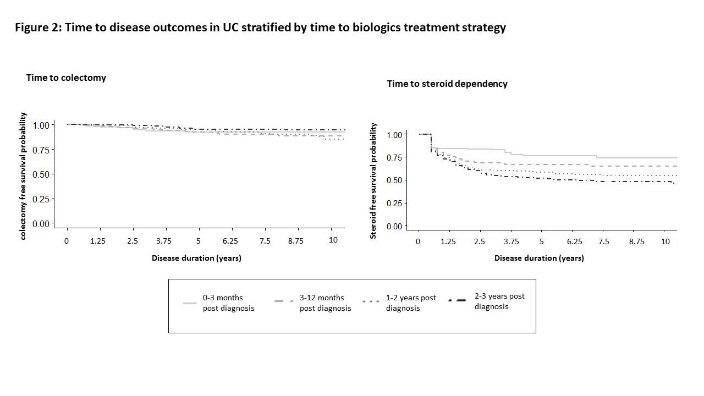 Figure 2: Time to disease outcomes in UC stratified by time to biologics treatment strategy
Time to colectomy
colectomy free survival probability
1.00
0.75
0.50
0.25
0.00
0 1.25 2.5 3.75 5 6.25 7.5 8.75 10
Disease duration (years)
Time to steroid dependency
Steroid free survival probability
1.00
0.75
0.50
0.25
0.00
0 1.25 2.5 3.75 5 6.25 7.5 8.75 10
Disease duration (years)
0-3 months
post diagnosis
3-12 months
post diagnosis
1-2 years post
diagnosis
2-3 years post
diagnosis